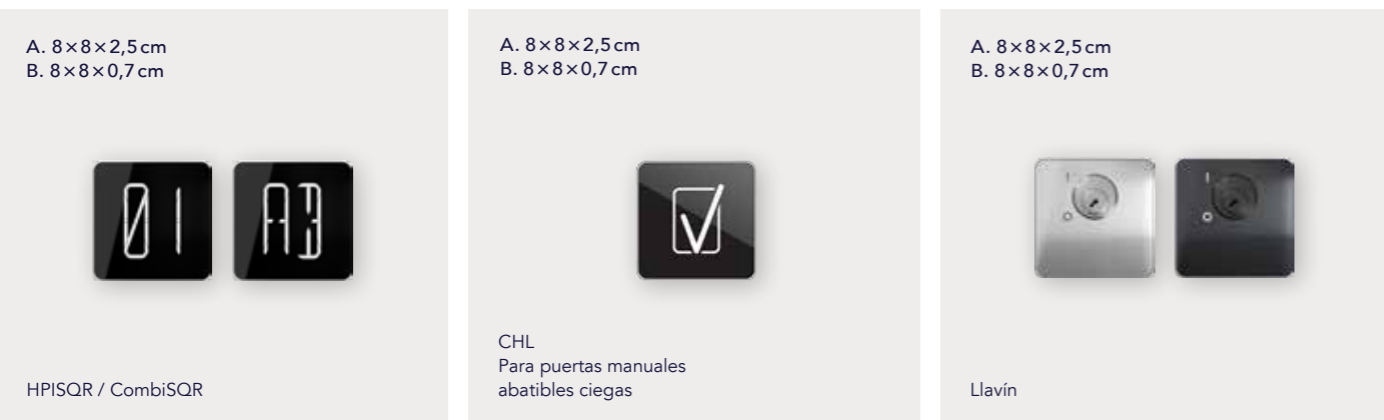 A. 8×8×2,5 cm
B. 8×8×0,7 cm
01
AB
HPISQR / CombiSQR
A. 8×8×2,5 cm
B. 8×8×0,7 cm
CHL
Para puertas manuales
abatibles ciegas
A. 8×8×2,5 cm
B. 8×8×0,7 cm
Llavín